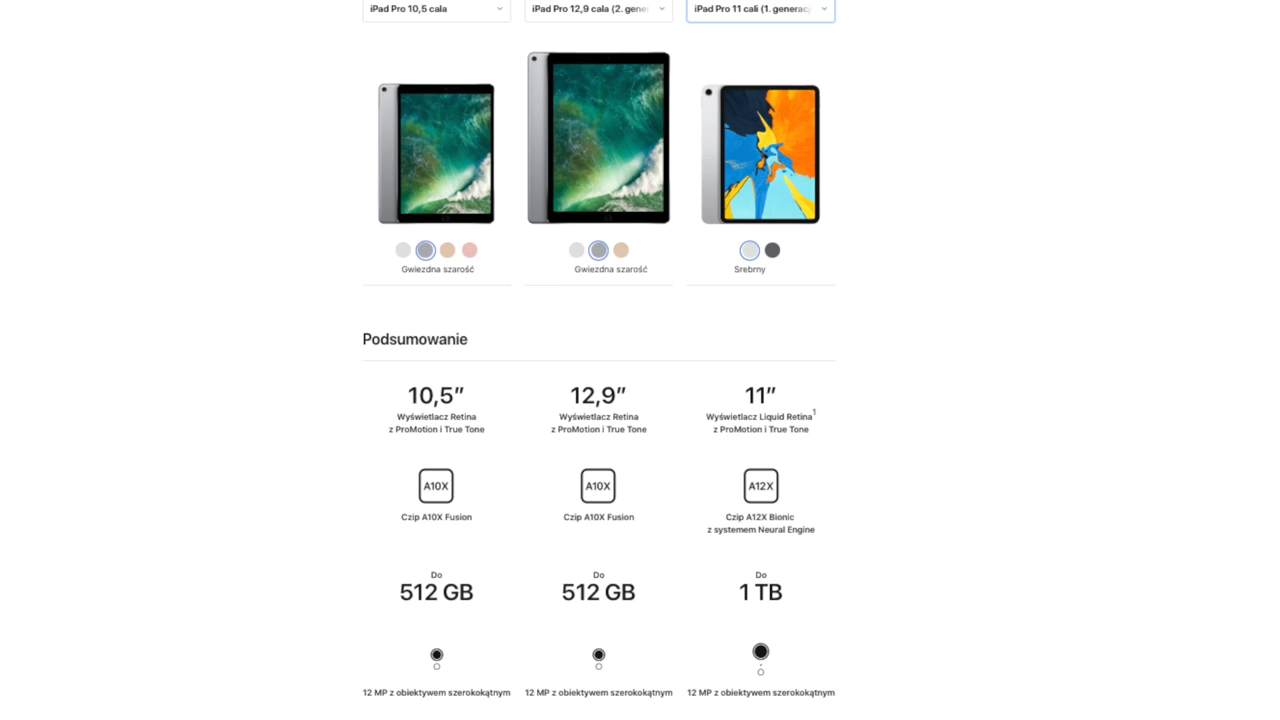 iPad Pro 10,5 cala
iPad Pro 12,9 cala (2. gene
iPad Pro 11 cali (1. generac
Gwiezdna szarość
Gwiezdna szarość
Srebrny
Podsumowanie
10,5”
12,9”
11”
Wyświetlacz Retina
z ProMotion i True Tone
Wyświetlacz Retina
z ProMotion i True Tone
Wyświetlacz Liquid Retina1
z ProMotion i True Tone
A10X
A10X
A12X
Czip A10X Fusion
Czip A10X Fusion
Czip A12X Bionic
z systemem Neural Engine
Do
512 GB
Do
512 GB
Do
1 TB
12 MP z obiektywem szerokokątnym
12 MP z obiektywem szerokokątnym
12 MP z obiektywem szerokokątnym